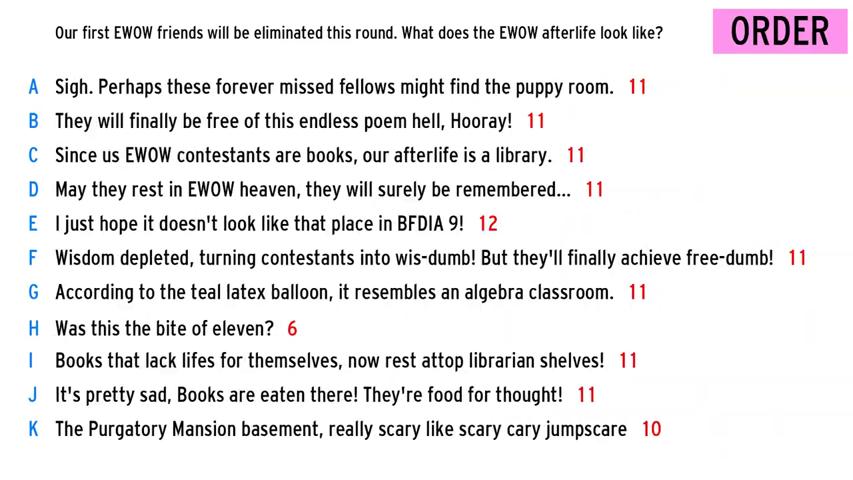 Our first EWOW friends will be eliminated this round. What does the EWOW afterlife look like?
ORDER
A Sigh. Perhaps these forever missed fellows might find the puppy room. 11
B They will finally be free of this endless poem hell, Hooray! 11
C Since us EWOW contestants are books, our afterlife is a library. 11
D May they rest in EWOW heaven, they will surely be remembered... 11
E I just hope it doesn't look like that place in BFDIA 9! 12
F Wisdom depleted, turning contestants into wis-dumb! But they'll finally achieve free-dumb! 11
G According to the teal latex balloon, it resembles an algebra classroom. 11
H Was this the bite of eleven? 6
I Books that lack lifes for themselves, now rest attop librarian shelves! 11
J It's pretty sad, Books are eaten there! They're food for thought! 11
K The Purgatory Mansion basement, really scary like scary cary jumpscare 10